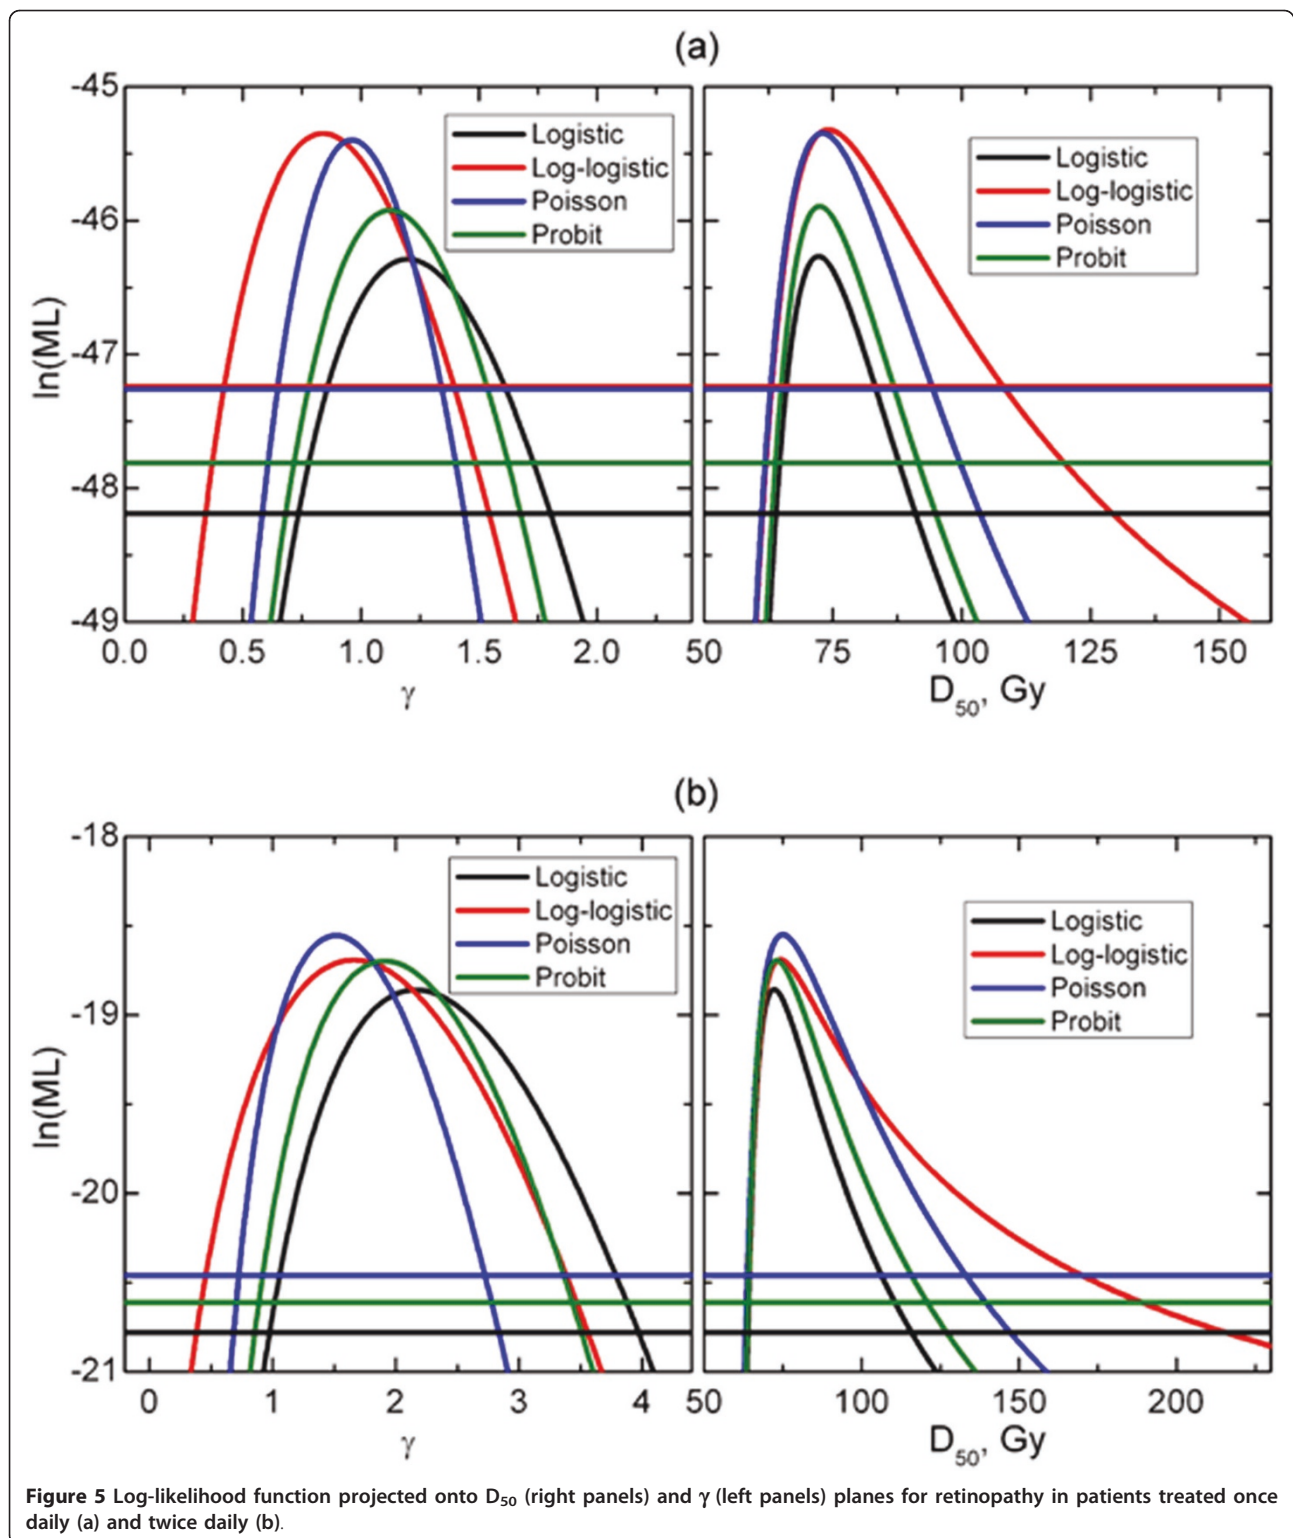 (a)
-45
-46
-47
-48
-49
ln(ML)
Logistic
Log-logistic
Poisson
Probit
0.0 0.5 1.0 1.5 2.0
γ
Logistic
Log-logistic
Poisson
Probit
50 75 100 125 150
D50, Gy
(b)
-18
-19
-20
-21
ln(ML)
Logistic
Log-logistic
Poisson
Probit
0 1 2 3 4
γ
Logistic
Log-logistic
Poisson
Probit
50 100 150 200
D50, Gy
Figure 5 Log-likelihood function projected onto D50 (right panels) and γ (left panels) planes for retinopathy in patients treated once
daily (a) and twice daily (b).